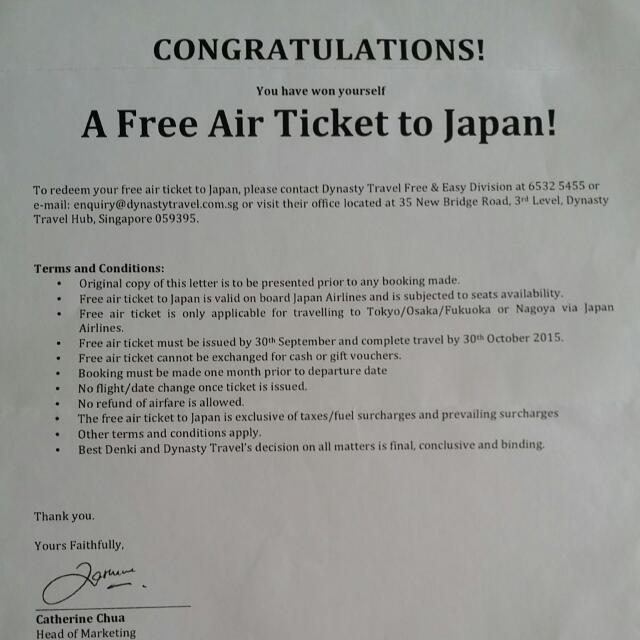 CONGRATULATIONS!
You have won yourself
A Free Air Ticket to Japan!
To redeem your free air ticket to Japan, please contact Dynasty Travel Free & Easy Division at 6532 5455 or
e-mail: enquiry@dynastytravel.com.sg or visit their office located at 35 New Bridge Road, 3rd Level, Dynasty
Travel Hub, Singapore 059395.
Terms and Conditions:
• Original copy of this letter is to be presented prior to any booking made.
• Free air ticket to Japan is valid on board Japan Airlines and is subjected to seats availability.
• Free air ticket is only applicable for travelling to Tokyo/Osaka/Fukuoka or Nagoya via Japan
Airlines.
• Free air ticket must be issued by 30th September and complete travel by 30th October 2015.
• Free air ticket cannot be exchanged for cash or gift vouchers.
• Booking must be made one month prior to departure date
• No flight/date change once ticket is issued.
• No refund of airfare is allowed.
• The free air ticket to Japan is exclusive of taxes/fuel surcharges and prevailing surcharges
• Other terms and conditions apply.
• Best Denki and Dynasty Travel's decision on all matters is final, conclusive and binding.
Thank you.
Yours Faithfully,
Catherine Chua
Head of Marketing